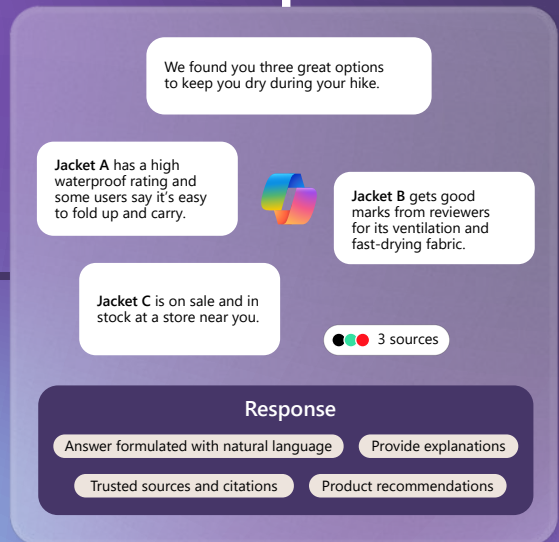 We found you three great options
to keep you dry during your hike.
Jacket A has a high
waterproof rating and
some users say it's easy
to fold up and carry.
Jacket B gets good
marks from reviewers
for its ventilation and
fast-drying fabric.
Jacket C is on sale and in
stock at a store near you.
3 sources
Response
Answer formulated with natural language
Provide explanations
Trusted sources and citations
Product recommendations